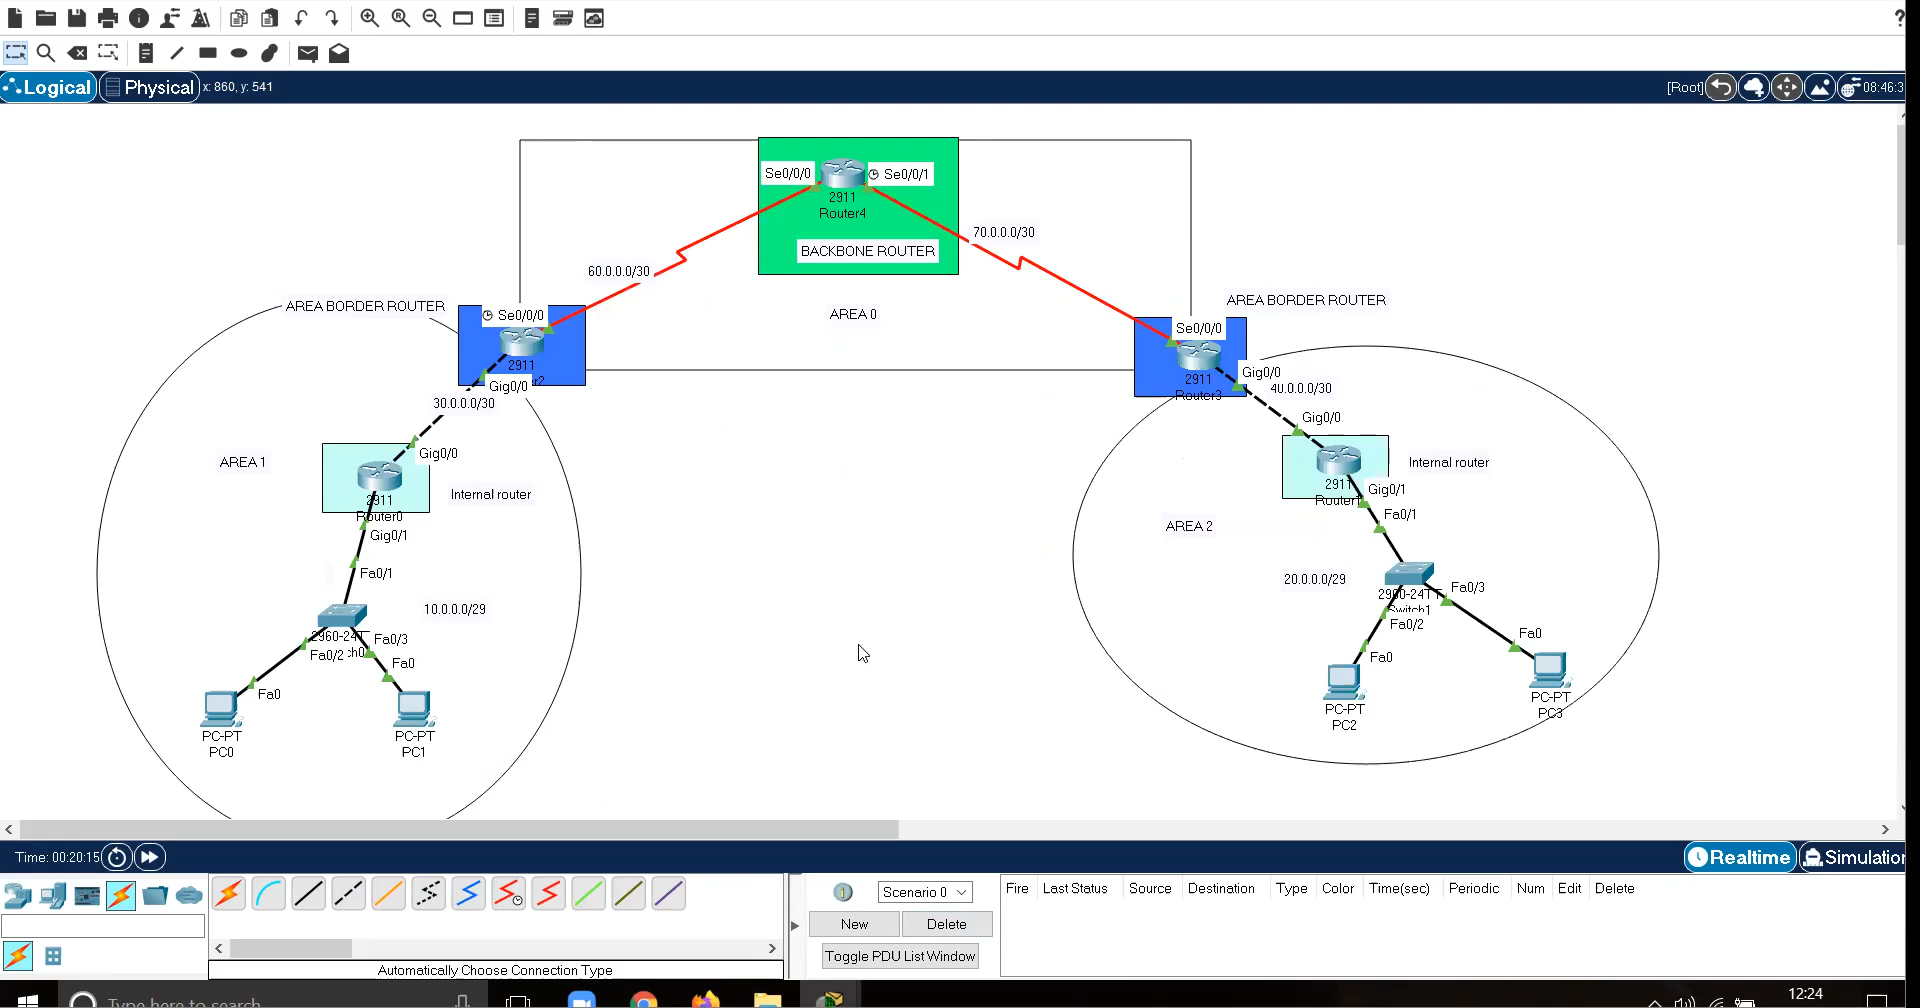 ?
Logical
Physical
x: 860, y: 541
[Root]
08:46:3
Se0/0/0
Se0/0/1
2911
Router4
BACKBONE ROUTER
70.0.0.0/30
60.0.0.0/30
AREA BORDER ROUTER
AREA 0
AREA BORDER ROUTER
Se0/0/0
2911
r2
Gig0/0
30.0.0.0/30
Se0/0/0
2911
Router3
Gig0/0
40.0.0.0/30
Gig0/0
AREA 1
Gig0/0
2911
Router0
Internal router
Gig0/1
Fa0/1
10.0.0.0/29
2960-24T
ch0
Fa0/2
Fa0/3
Fa0
Fa0
PC-PT
PC0
PC-PT
PC1
2911
Router1
Internal router
Gig0/1
Fa0/1
AREA 2
20.0.0.0/29
2960-24TT
Switch1
Fa0/3
Fa0/2
Fa0
Fa0
PC-PT
PC2
PC-PT
PC3
Time: 00:20:15
Realtime
Simulation
Scenario 0
New
Delete
Toggle PDU List Window
Fire Last Status Source Destination Type Color Time(sec) Periodic Num Edit Delete
Automatically Choose Connection Type
Type here to search
12:24